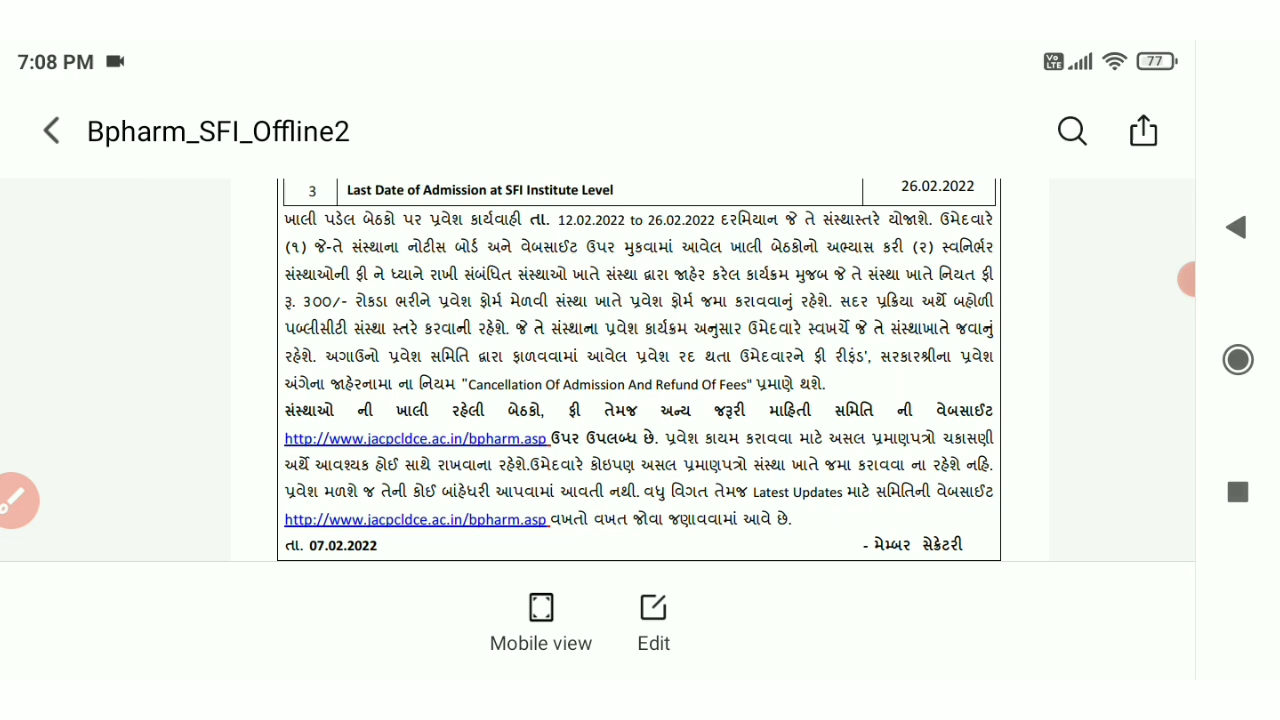 7:08 PM
Vo LTE 77
Bpharm_SFI_Offline2
3 Last Date of Admission at SFI Institute Level 26.02.2022
ખાલી પડેલ બેઠકો પર પ્રવેશ કાર્યવાહી તા. 12.02.2022 to 26.02.2022 દરમિયાન જે તે સંસ્થાસ્તરે યોજાશે. ઉમેદવારે
(૧) જે-તે સંસ્થાના નોટીસ બોર્ડ અને વેબસાઈટ ઉપર મુકવામાં આવેલ ખાલી બેઠકોનો અભ્યાસ કરી (૨) સ્વનિર્ભર
સંસ્થાઓની ફી ને ધ્યાને રાખી સંબંધિત સંસ્થાઓ ખાતે સંસ્થા દ્વારા જાહેર કરેલ કાર્યક્રમ મુજબ જે તે સંસ્થા ખાતે નિયત ફી
રૂ. ૩૦૦/- રોકડા ભરીને પ્રવેશ ફોર્મ મેળવી સંસ્થા ખાતે પ્રવેશ ફોર્મ જમા કરાવવાનું રહેશે. સદર પ્રક્રિયા અર્થે બહોળી
પબ્લીસીટી સંસ્થા સ્તરે કરવાની રહેશે. જે તે સંસ્થાના પ્રવેશ કાર્યક્રમ અનુસાર ઉમેદવારે સ્વખર્ચે જે તે સંસ્થાખાતે જવાનું
રહેશે. અગાઉનો પ્રવેશ સમિતિ દ્વારા ફાળવવામાં આવેલ પ્રવેશ રદ થતા ઉમેદવારને ફી રીફંડ', સરકારશ્રીના પ્રવેશ
અંગેના જાહેરનામા ના નિયમ "Cancellation Of Admission And Refund Of Fees" પ્રમાણે થશે.
સંસ્થાઓ ની ખાલી રહેલી બેઠકો, ફી તેમજ અન્ય જરૂરી માહિતી સમિતિ ની વેબસાઈટ
http://www.jacpcldce.ac.in/bpharm.asp ઉપર ઉપલબ્ધ છે. પ્રવેશ કાયમ કરાવવા માટે અસલ પ્રમાણપત્રો ચકાસણી
અર્થે આવશ્યક હોઈ સાથે રાખવાના રહેશે.ઉમેદવારે કોઇપણ અસલ પ્રમાણપત્રો સંસ્થા ખાતે જમા કરાવવા ના રહેશે નહિ.
પ્રવેશ મળશે જ તેની કોઈ બાંહેધરી આપવામાં આવતી નથી. વધુ વિગત તેમજ Latest Updates માટે સમિતિની વેબસાઈટ
http://www.jacpcldce.ac.in/bpharm.asp વખતો વખત જોવા જણાવવામાં આવે છે.
તા. 07.02.2022 - મેમ્બર સેક્રેટરી
Mobile view Edit